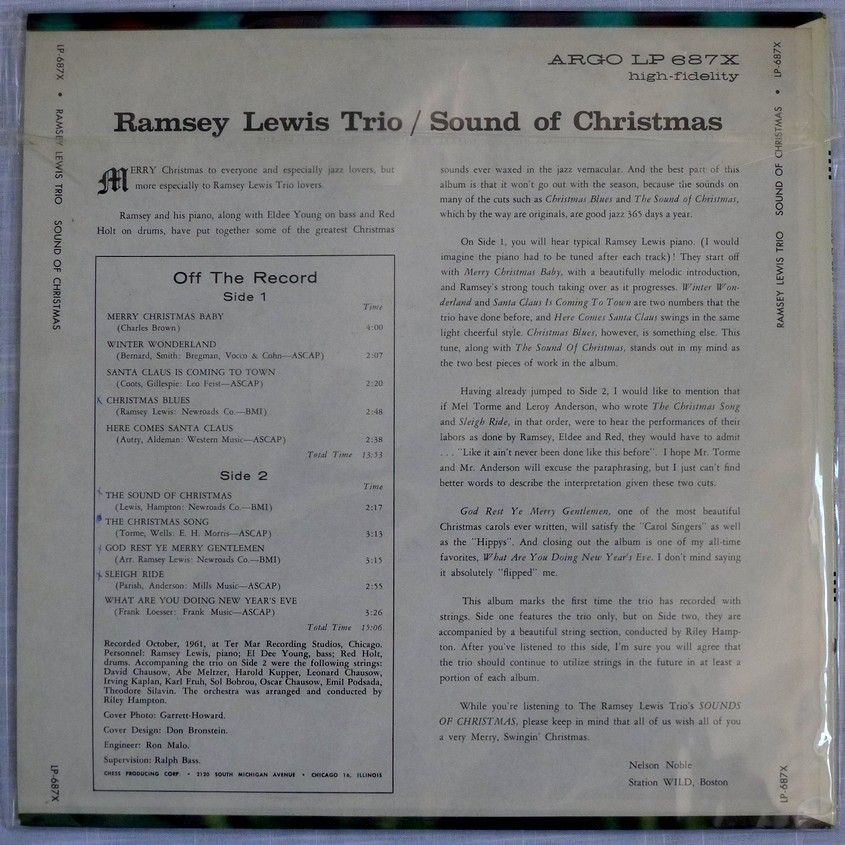 ARGO LP 687X
high-fidelity
Ramsey Lewis Trio / Sound of Christmas
MERRY Christmas to everyone and especially jazz lovers, but
more especially to Ramsey Lewis Trio lovers.
Ramsey and his piano, along with Eldee Young on bass and Red
Holt on drums, have put together some of the greatest Christmas
sounds ever waxed in the jazz vernacular. And the best part of this
album is that it won't go out with the season, because the sounds on
many of the cuts such as Christmas Blues and The Sound of Christmas,
which by the way are originals, are good jazz 365 days a year.
On Side 1, you will hear typical Ramsey Lewis piano. (I would
imagine the piano had to be tuned after each track)! They start off
with Merry Christmas Baby, with a beautifully melodic introduction,
and Ramsey's strong touch taking over as it progresses. Winter Won-
derland and Santa Claus Is Coming To Town are two numbers that the
trio have done before, and Here Comes Santa Claus swings in the same
light cheerful style. Christmas Blues, however, is something else. This
tune, along with The Sound Of Christmas, stands out in my mind as
the two best pieces of work in the album.
Having already jumped to Side 2, I would like to mention that
if Mel Torme and Leroy Anderson, who wrote The Christmas Song
and Sleigh Ride, in that order, were to hear the performances of their
labors as done by Ramsey, Eldee and Red, they would have to admit
. . . "Like it ain't never been done like this before". I hope Mr. Torme
and Mr. Anderson will excuse the paraphrasing, but I just can't find
better words to describe the interpretation given these two cuts.
God Rest Ye Merry Gentlemen, one of the most beautiful
Christmas carols ever written, will satisfy the "Carol Singers" as well
as the "Hippys". And closing out the album is one of my all-time
favorites, What Are You Doing New Year's Eve. I don't mind saying
it absolutely "flipped" me.
This album marks the first time the trio has recorded with
strings. Side one features the trio only, but on Side two, they are
accompanied by a beautiful string section, conducted by Riley Hamp-
ton. After you've listened to this side, I'm sure you will agree that
the trio should continue to utilize strings in the future in at least a
portion of each album.
While you're listening to The Ramsey Lewis Trio's SOUNDS
OF CHRISTMAS, please keep in mind that all of us wish all of you
a very Merry, Swingin' Christmas.
Nelson Noble
Station WILD, Boston
Off The Record
Side 1
Time
MERRY CHRISTMAS BABY
(Charles Brown) 4:00
WINTER WONDERLAND
(Bernard, Smith: Bregman, Vocco & Cohn—ASCAP) 2:07
SANTA CLAUS IS COMING TO TOWN
(Coots, Gillespie: Leo Feist—ASCAP) 2:20
CHRISTMAS BLUES
(Ramsey Lewis: Newroads Co.—BMI) 2:48
HERE COMES SANTA CLAUS
(Autry, Aldeman: Western Music—ASCAP) 2:38
Total Time 13:53
Side 2
Time
THE SOUND OF CHRISTMAS
(Lewis, Hampton: Newroads Co.—BMI) 2:17
THE CHRISTMAS SONG
(Torme, Wells: E. H. Morris—ASCAP) 3:13
GOD REST YE MERRY GENTLEMEN
(Arr. Ramsey Lewis: Newroads Co.—BMI) 3:15
SLEIGH RIDE
(Parish, Anderson: Mills Music—ASCAP) 2:55
WHAT ARE YOU DOING NEW YEAR'S EVE
(Frank Loesser: Frank Music—ASCAP) 3:26
Total Time 15:06
Recorded October, 1961, at Ter Mar Recording Studios, Chicago.
Personnel: Ramsey Lewis, piano; El Dee Young, bass; Red Holt,
drums. Accompaning the trio on Side 2 were the following strings:
David Chausow, Abe Meltzer, Harold Kupper, Leonard Chausow,
Irving Kaplan, Karl Fruh, Sol Bobrou, Oscar Chausow, Emil Podsada,
Theodore Silavin. The orchestra was arranged and conducted by
Riley Hampton.
Cover Photo: Garrett-Howard.
Cover Design: Don Bronstein.
Engineer: Ron Malo.
Supervision: Ralph Bass.
CHESS PRODUCING CORP. • 2120 SOUTH MICHIGAN AVENUE • CHICAGO 16, ILLINOIS
LP-687X • RAMSEY LEWIS TRIO SOUND OF CHRISTMAS
LP-687X
RAMSEY LEWIS TRIO SOUND OF CHRISTMAS • LP-687X
LP-687X